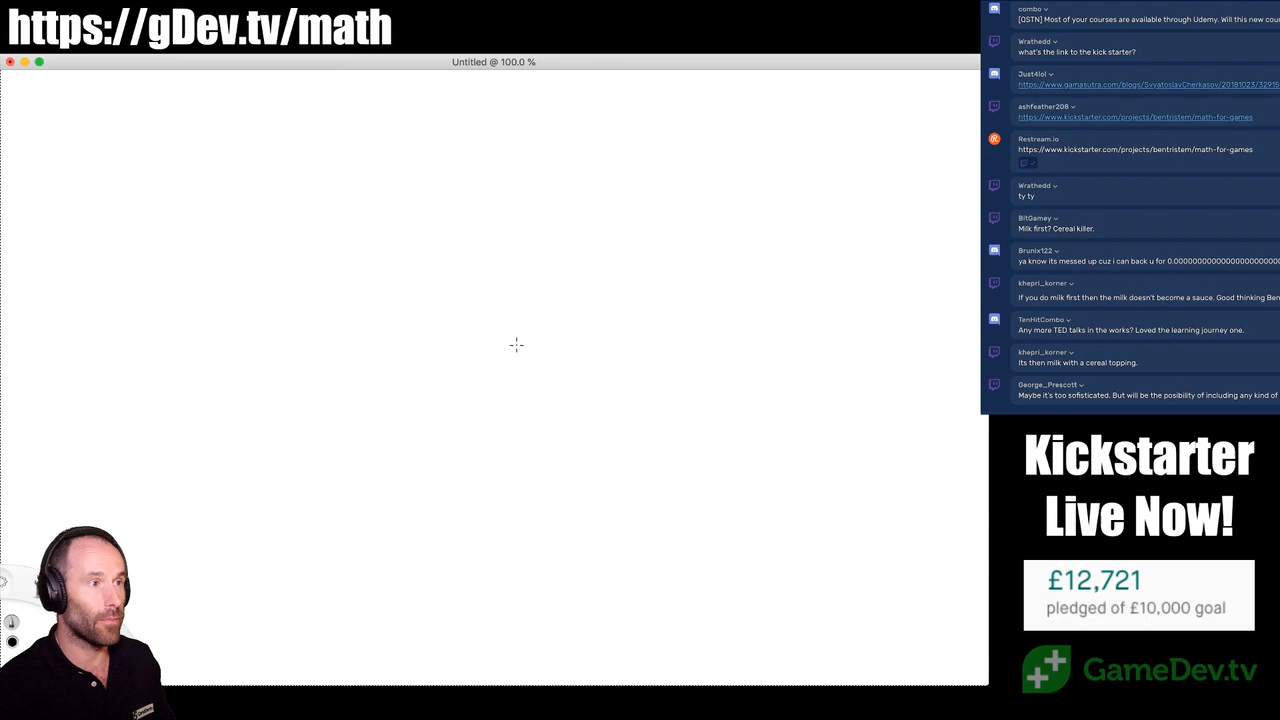 https://gDev.tv/math
Untitled @ 100.0 %
combo
[QSTN] Most of your courses are available through Udemy. Will this new cou
Wrathedd
what's the link to the kick starter?
Just4lol
https://www.gamasutra.com/blogs/SvyatoslavCherkasov/20181023/32915
ashfeather208
https://www.kickstarter.com/projects/bentristem/math-for-games
Restream.io
https://www.kickstarter.com/projects/bentristem/math-for-games
Wrathedd
ty ty
BitGamey
Milk first? Cereal killer.
Brunix122
ya know its messed up cuz i can back u for
khepri_korner
If you do milk first then the milk doesn't become a sauce. Good thinking Ben
TenHitCombo
Any more TED talks in the works? Loved the learning journey one.
khepri_korner
Its then milk with a cereal topping.
George_Prescott
Maybe it's too sofisticated. But will be the posibility of including any kind of
Kickstarter
Live Now!
£12,721
pledged of £10,000 goal
GameDev.tv